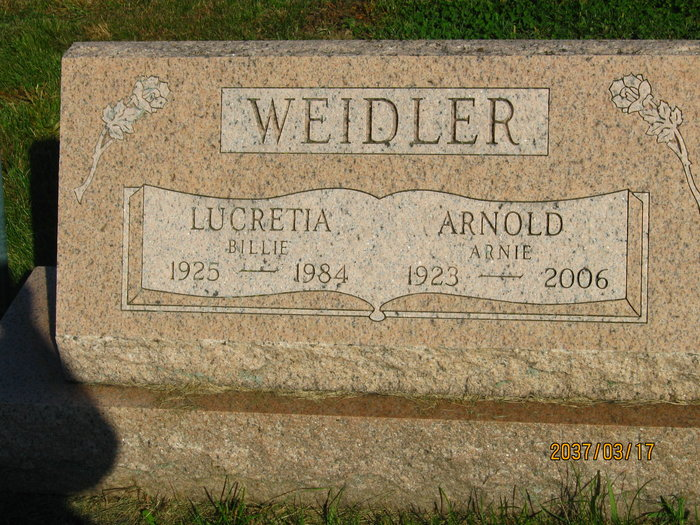 WEIDLER
LUCRETIA
BILLIE
1925 — 1984
ARNOLD
ARNIE
1923 — 2006
2037/03/17